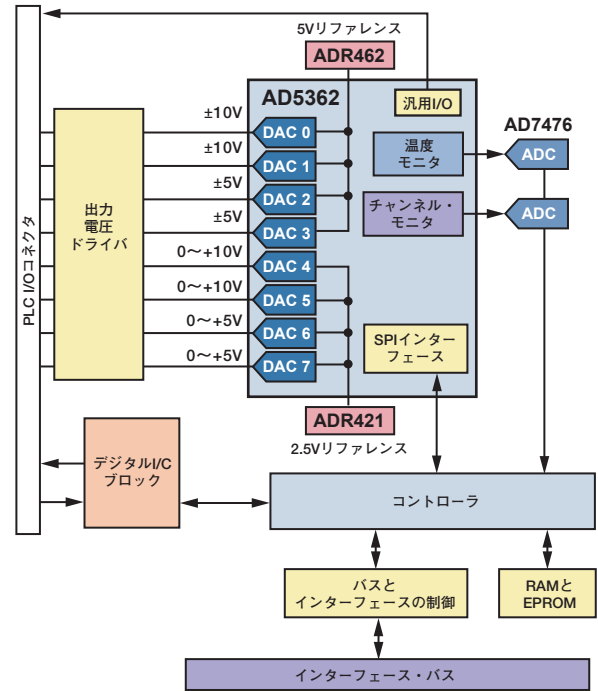 5Vリファレンス
ADR462
AD5362
汎用I/O
AD7476
±10V
DAC 0
±10V
DAC 1
±5V
DAC 2
±5V
DAC 3
0〜+10V
DAC 4
0〜+10V
DAC 5
0〜+5V
DAC 6
0〜+5V
DAC 7
温度
モニタ
ADC
チャンネル・
モニタ
ADC
PLC I/Oコネクタ
出力
電圧
ドライバ
SPIインター
フェース
ADR421
2.5Vリファレンス
デジタルI/C
ブロック
コントローラ
バスと
インターフェースの制御
RAMと
EPROM
インターフェース・バス